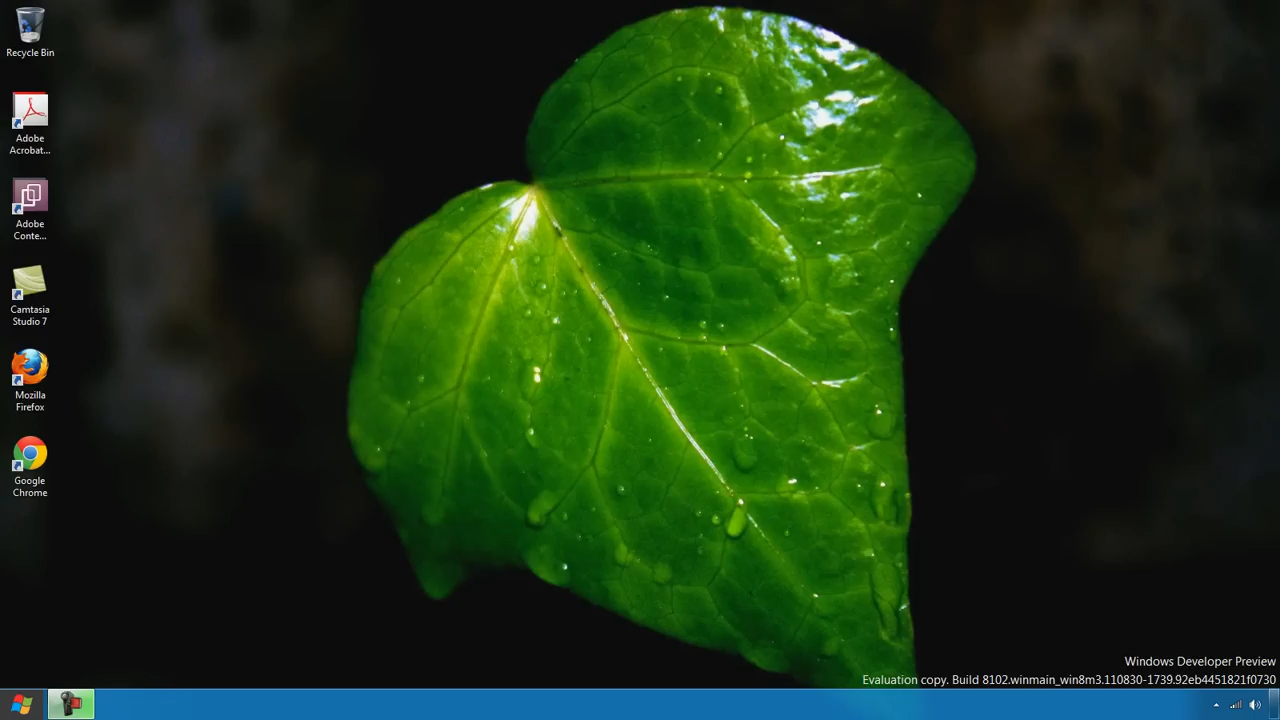 Recycle Bin
Adobe
Acrobat...
Adobe
Conte...
Camtasia
Studio 7
Mozilla
Firefox
Google
Chrome
Windows Developer Preview
Evaluation copy. Build 8102.winmain_win8m3.110830-1739.92eb4451821f0730